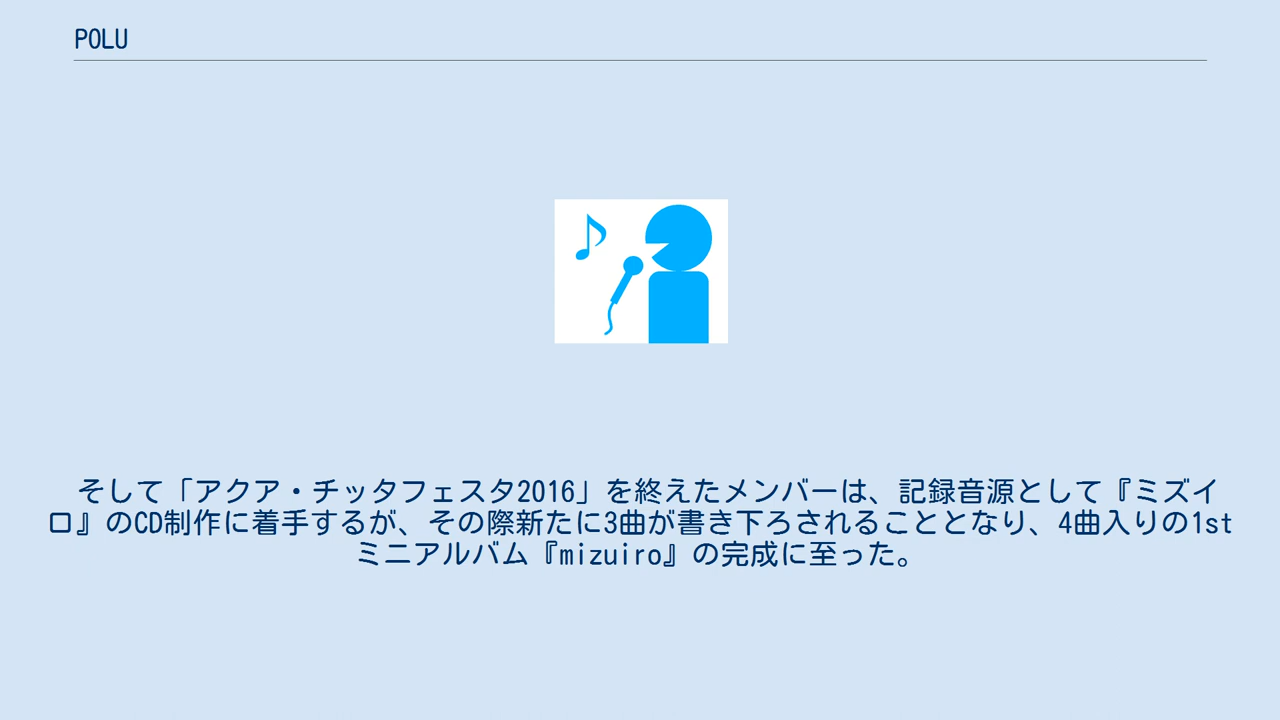 POLU
そして「アクア・チッタフェスタ2016」を終えたメンバーは、記録音源として『ミズイ
ロ』のCD制作に着手するが、その際新たに3曲が書き下ろされることとなり、4曲入りの1st
ミニアルバム『mizuiro』の完成に至った。